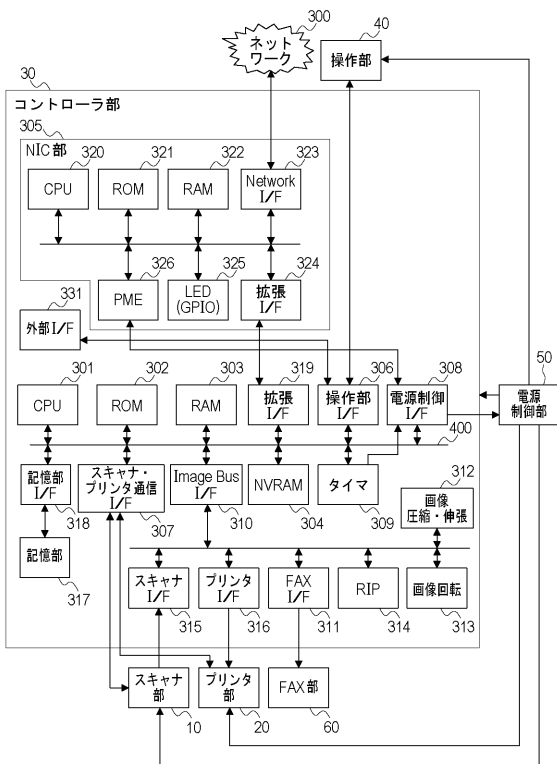 300
ネット
ワーク
40
操作部
30
コントローラ部
305
NIC部
320
CPU
321
ROM
322
RAM
323
Network
I/F
326
PME
325
LED
(GPIO)
324
拡張
I/F
331
外部I/F
301
CPU
302
ROM
303
RAM
319
拡張
I/F
306
操作部
I/F
308
電源制御
I/F
50
電源
制御部
400
記憶部
I/F
318
スキャナ・
プリンタ通信
I/F
307
Image Bus
I/F
310
NVRAM
304
タイマ
309
312
画像
圧縮・伸張
記憶部
317
スキャナ
I/F
315
プリンタ
I/F
316
FAX
I/F
311
RIP
314
画像回転
313
スキャナ
部
10
プリンタ
部
20
FAX部
60